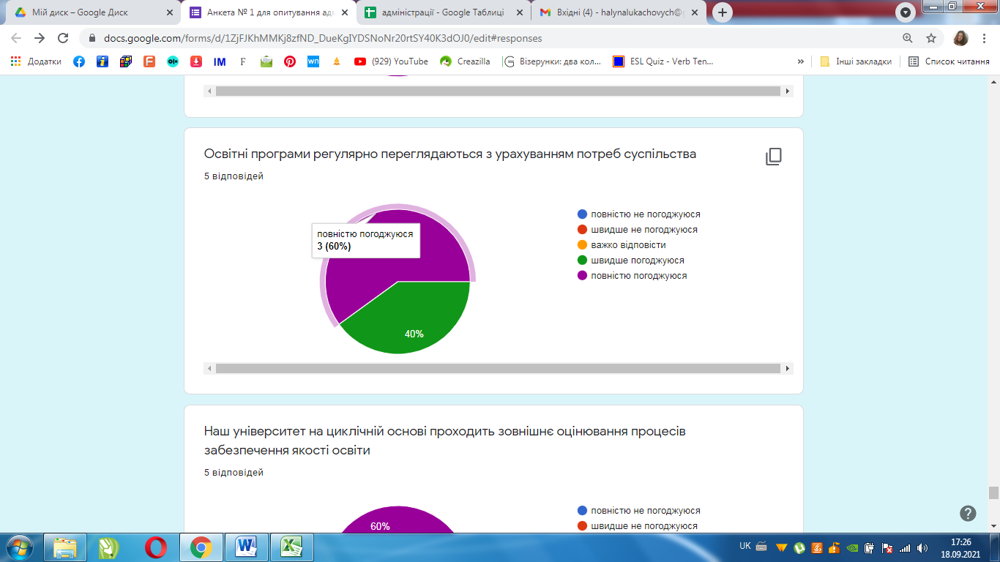 Мій диск – Google Диск
Анкета № 1 для опитування адм
адміністрації - Google Таблиці
Вхідні (4) - halynalukachovych@g
docs.google.com/forms/d/1ZjFJKhMMKj8zfND_DueKgIYDSNoNr20rtSY40K3dOJ0/edit#responses
Додатки
IM
F
wn
(929) YouTube
Creazilla
Візерунки: два кол...
ESL Quiz - Verb Ten...
»
Інші закладки
Список читання
Освітні програми регулярно переглядаються з урахуванням потреб суспільства
5 відповідей
повністю погоджуюся
3 (60%)
40%
повністю не погоджуюся
швидше не погоджуюся
важко відповісти
швидше погоджуюся
повністю погоджуюся
Наш університет на циклічній основі проходить зовнішнє оцінювання процесів
забезпечення якості освіти
5 відповідей
60%
повністю не погоджуюся
швидше не погоджуюся
UK
17:26
18.09.2021